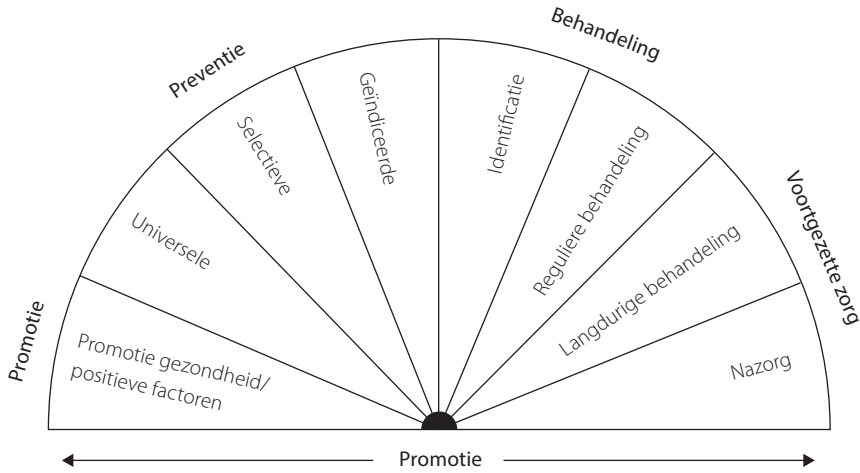 Promotie
Preventie
Behandeling
Voortgezette zorg
Promotie gezondheid/
positieve factoren
Universele
Selectieve
Geïndiceerde
Identificatie
Reguliere behandeling
Langdurige behandeling
Nazorg
Promotie